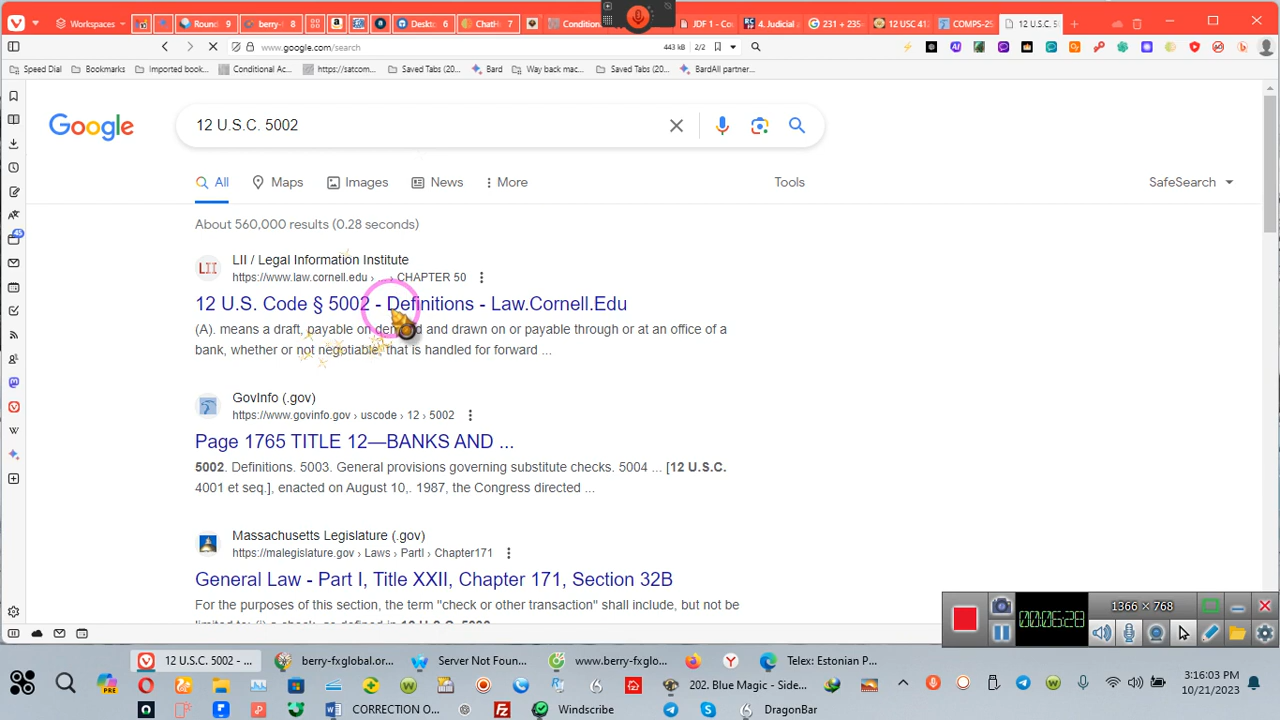 Workspaces
Round 9
berry- 8
Deskt 6
ChatH 7
Condition
JDF 1 - Co
4. Judicial
231 + 235
12 USC 41
COMPS-25
12 U.S.C. 5
www.google.com/search
443 kB 2/2
Speed Dial
Bookmarks
Imported book...
Conditional Ac...
https://satcom...
Saved Tabs (20...
Bard
Way back mac...
Saved Tabs (20...
BardAll partner...
Google
12 U.S.C. 5002
All
Maps
Images
News
More
Tools
SafeSearch
About 560,000 results (0.28 seconds)
LII
LII / Legal Information Institute
https://www.law.cornell.edu › ... › CHAPTER 50
12 U.S. Code § 5002 - Definitions - Law.Cornell.Edu
(A). means a draft, payable on demand and drawn on or payable through or at an office of a
bank, whether or not negotiable, that is handled for forward ...
GovInfo (.gov)
https://www.govinfo.gov › uscode › 12 › 5002
Page 1765 TITLE 12—BANKS AND ...
5002. Definitions. 5003. General provisions governing substitute checks. 5004 ... [12 U.S.C.
4001 et seq.], enacted on August 10,. 1987, the Congress directed ...
Massachusetts Legislature (.gov)
https://malegislature.gov › Laws › PartI › Chapter171
General Law - Part I, Title XXII, Chapter 171, Section 32B
For the purposes of this section, the term "check or other transaction" shall include, but not be
1366 × 768
00:06:28
12 U.S.C. 5002 - ...
berry-fxglobal.or...
Server Not Foun...
www.berry-fxglo...
Telex: Estonian P...
PRE
202. Blue Magic - Side...
CORRECTION O...
Windscribe
DragonBar
3:16:03 PM
10/21/2023